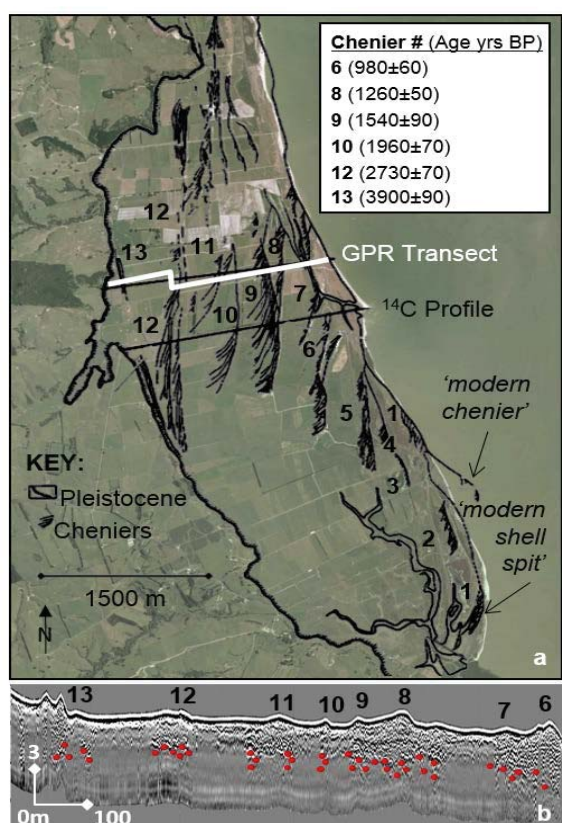 Chenier # (Age yrs BP)
6 (980±60)
8 (1260±50)
9 (1540±90)
10 (1960±70)
12 (2730±70)
13 (3900±90)
12
11
8
13
GPR Transect
9
7
12
10
¹⁴C Profile
6
5
1
'modern
chenier'
4
KEY:
3
Pleistocene
Cheniers
'modern
shell
spit'
2
1
1500 m
N
a
13
12
11
10
9
8
7
6
3
0m
100
b